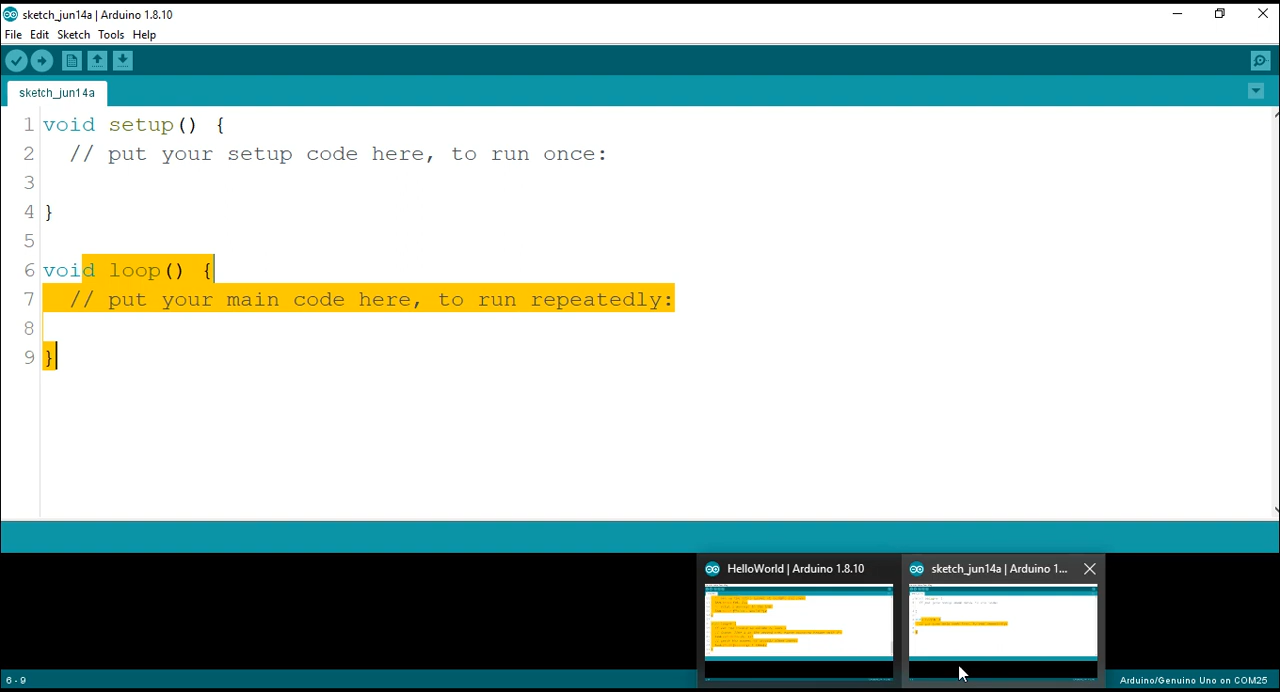 sketch_jun14a | Arduino 1.8.10
File Edit Sketch Tools Help
sketch_jun14a
1 void setup() {
2 // put your setup code here, to run once:
3
4 }
5
6 void loop() {
7 // put your main code here, to run repeatedly:
8
9 }
HelloWorld | Arduino 1.8.10
sketch_jun14a | Arduino 1...
6 - 9
Arduino/Genuino Uno on COM25